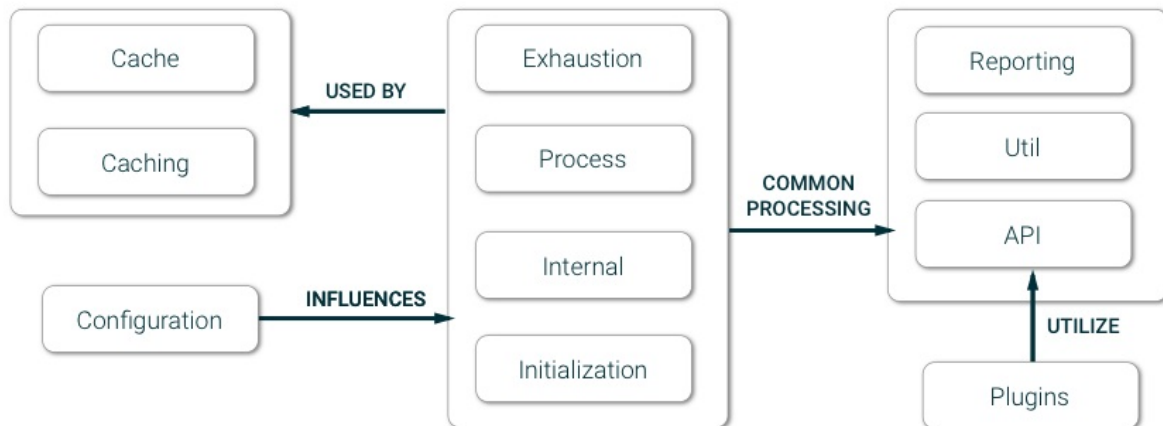 Cache
Caching
USED BY
Configuration
INFLUENCES
Exhaustion
Process
Internal
Initialization
COMMON
PROCESSING
Reporting
Util
API
UTILIZE
Plugins